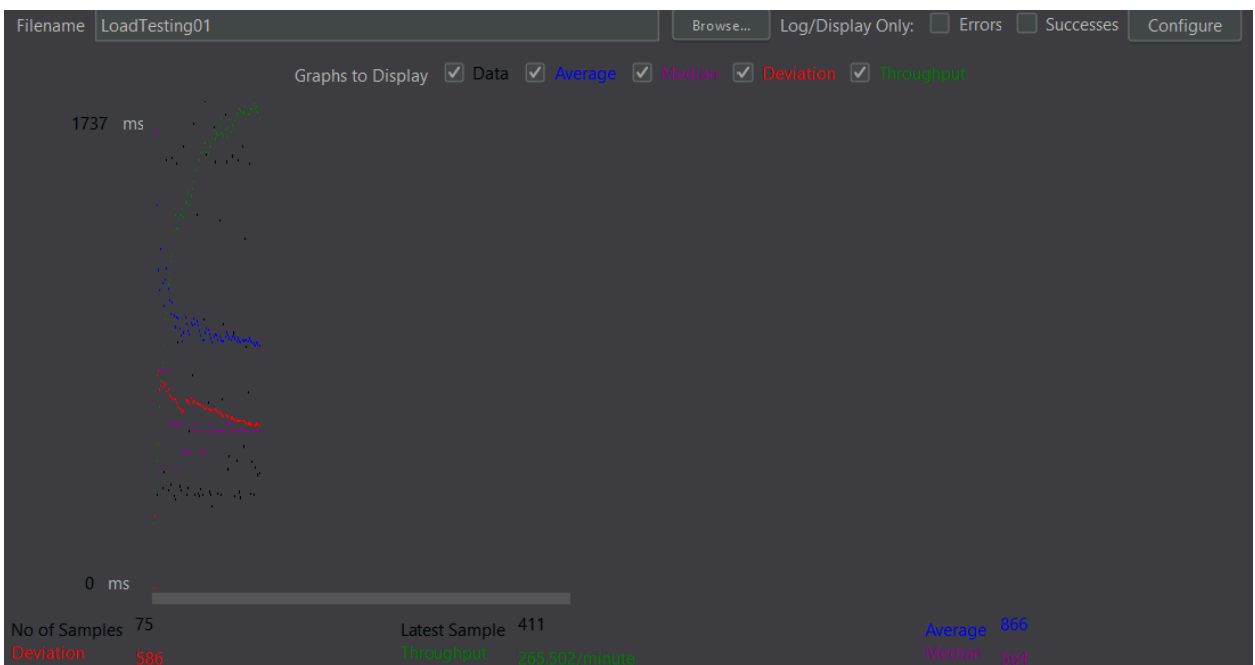 Filename LoadTesting01 Browse... Log/Display Only: Errors Successes Configure
Graphs to Display Data Average Median Deviation Throughput
1737 ms
0 ms
No of Samples 75 Latest Sample 411 Average 866
Deviation 586 Throughput 265.502/minute Median